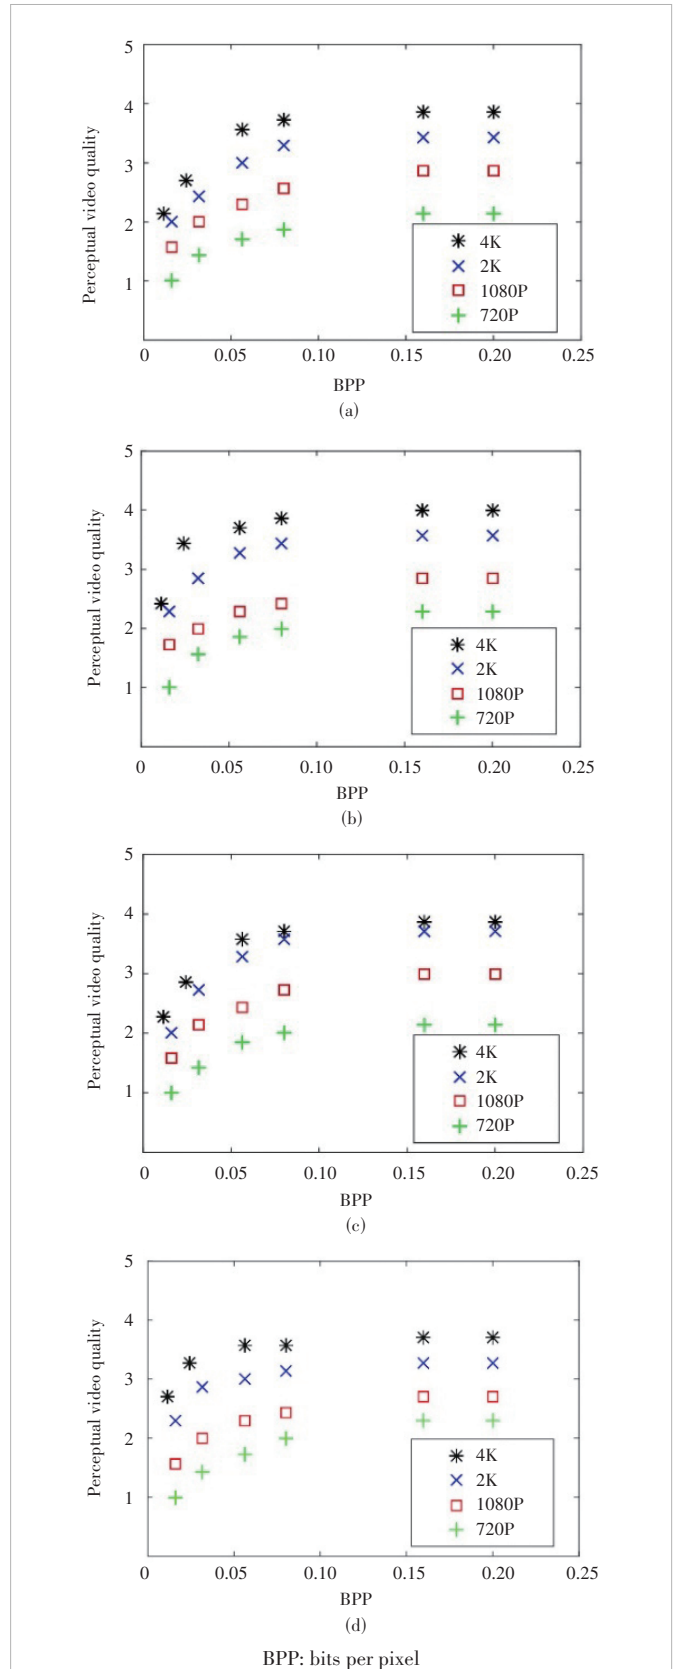 5
4
3
2
1
Perceptual video quality
4K
2K
1080P
720P
0 0.05 0.10 0.15 0.20 0.25
BPP
(a)
5
4
3
2
1
Perceptual video quality
4K
2K
1080P
720P
0 0.05 0.10 0.15 0.20 0.25
BPP
(b)
5
4
3
2
1
Perceptual video quality
4K
2K
1080P
720P
0 0.05 0.10 0.15 0.20 0.25
BPP
(c)
5
4
3
2
1
Perceptual video quality
4K
2K
1080P
720P
0 0.05 0.10 0.15 0.20 0.25
BPP
(d)
BPP: bits per pixel